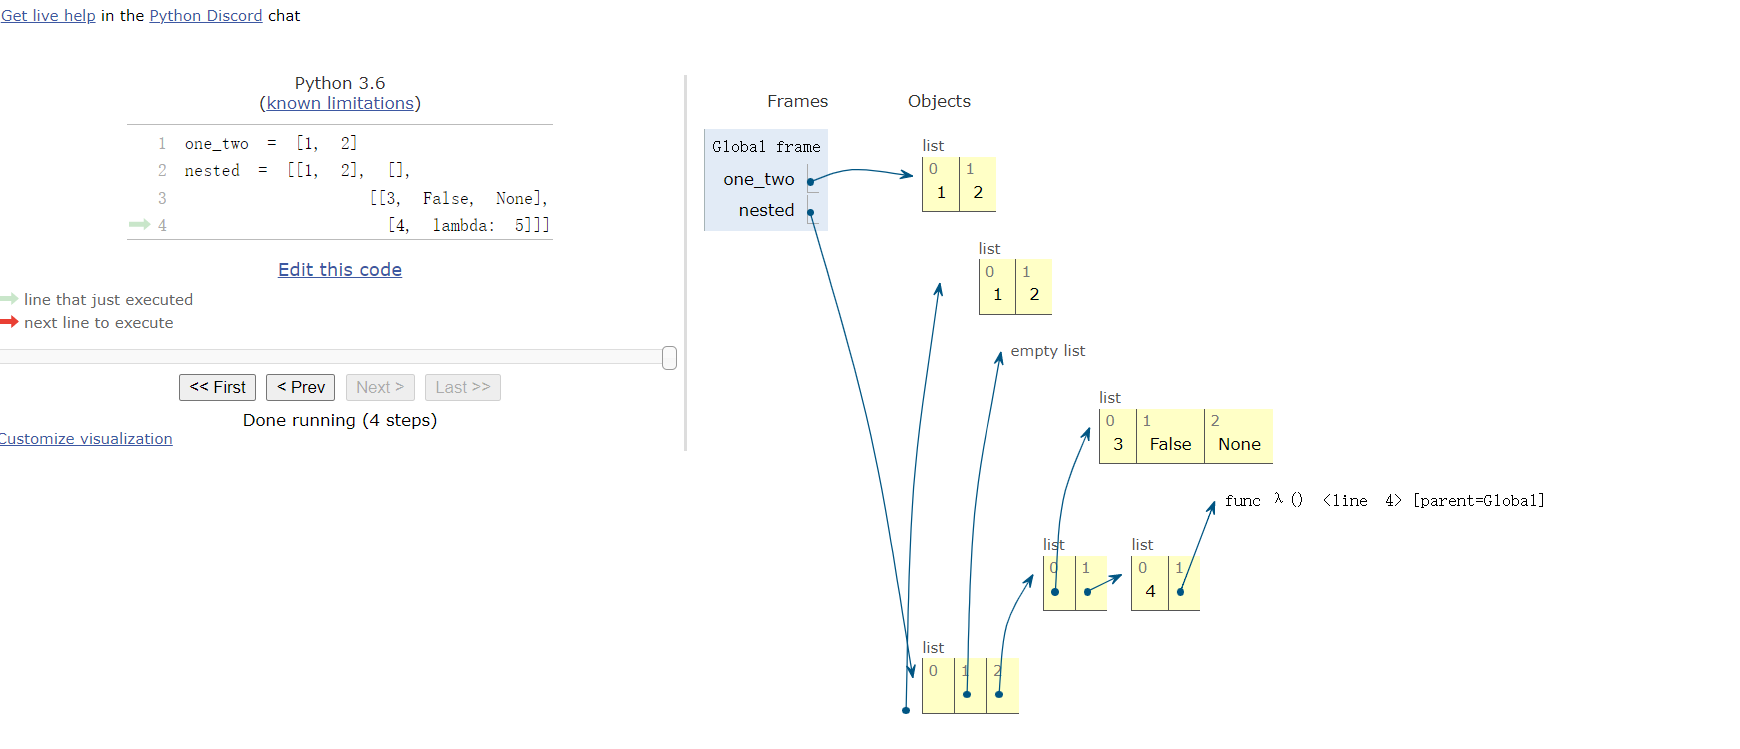 Get live help in the Python Discord chat
Python 3.6
(known limitations)
1 one_two = [1, 2]
2 nested = [[1, 2], [],
3 [[3, False, None],
4 [4, lambda: 5]]]
Edit this code
line that just executed
next line to execute
<< First < Prev Next > Last >>
Done running (4 steps)
Customize visualization
Frames Objects
Global frame
one_two
nested
list
0 1
1 2
list
0 1
1 2
empty list
list
0 1 2
3 False None
func λ() <line 4> [parent=Global]
list
0 1
list
0 1
4
list
0 1 2